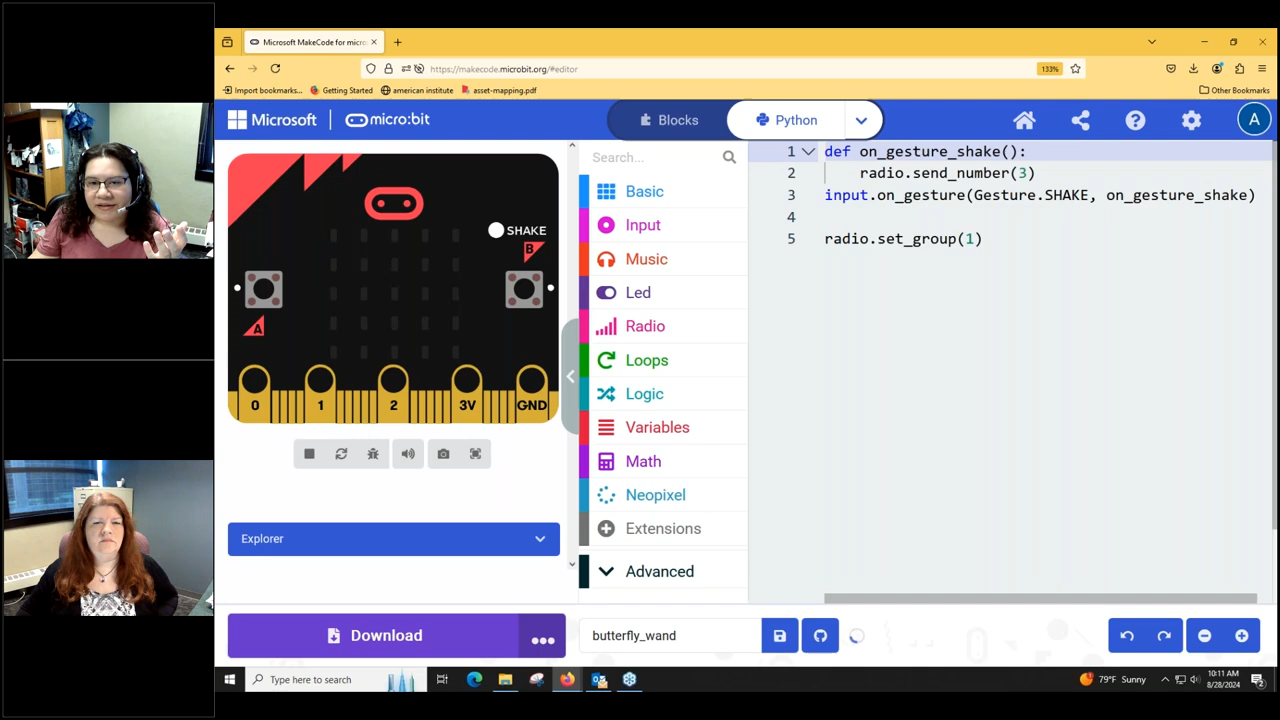 Microsoft MakeCode for micro:
https://makecode.microbit.org/#editor
133%
Import bookmarks...
Getting Started
american institute
asset-mapping.pdf
Other Bookmarks
Microsoft
micro:bit
Blocks
Python
A
SHAKE
B
A
0 1 2 3V GND
Explorer
Search...
Basic
Input
Music
Led
Radio
Loops
Logic
Variables
Math
Neopixel
Extensions
Advanced
1 def on_gesture_shake():
2 radio.send_number(3)
3 input.on_gesture(Gesture.SHAKE, on_gesture_shake)
4
5 radio.set_group(1)
Download
butterfly_wand
Type here to search
79°F Sunny
10:11 AM
8/28/2024
2